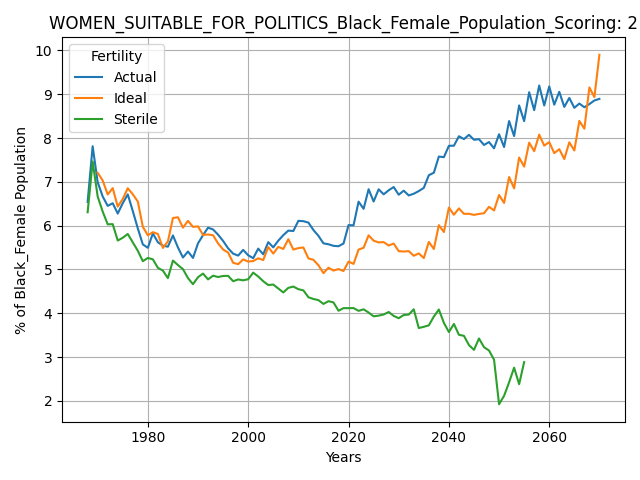 WOMEN_SUITABLE_FOR_POLITICS_Black_Female_Population_Scoring: 2
Fertility
Actual
Ideal
Sterile
% of Black_Female Population
10
9
8
7
6
5
4
3
2
1980
2000
2020
2040
2060
Years